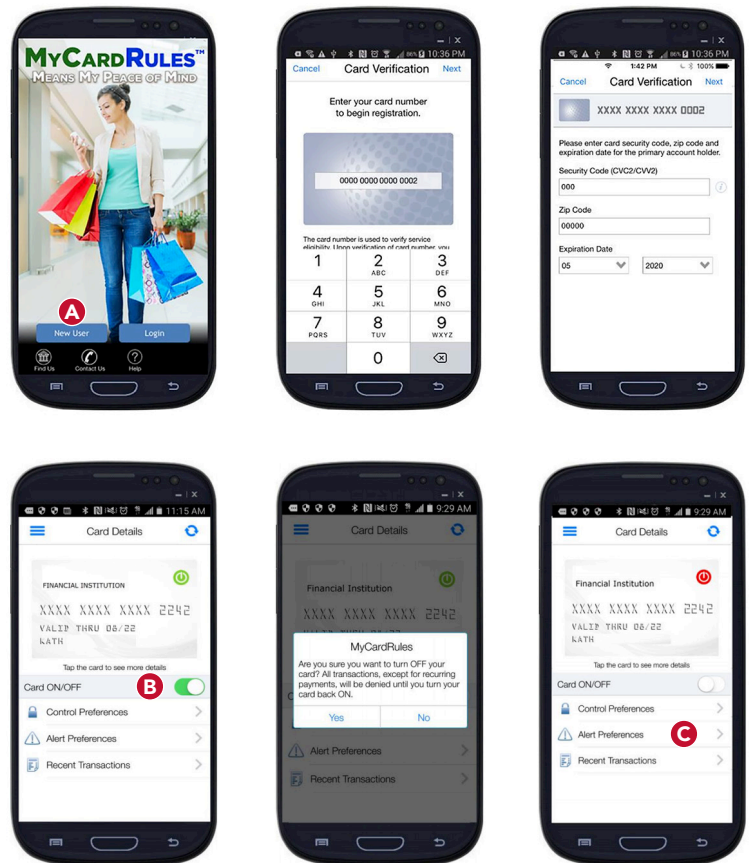 MYCARDRULES™
MEANS MY PEACE OF MIND
A
New User
Login
Find Us
Contact Us
Help
86% 10:36 PM
Cancel
Card Verification
Next
Enter your card number
to begin registration.
0000 0000 0000 0002
The card number is used to verify service
eligibility. Upon verification of card number, you
1
2
ABC
3
DEF
4
GHI
5
JKL
6
MNO
7
PQRS
8
TUV
9
WXYZ
0
86% 10:36 PM
1:42 PM
100%
Cancel
Card Verification
Next
XXXX XXXX XXXX 0002
Please enter card security code, zip code and
expiration date for the primary account holder.
Security Code (CVC2/CVV2)
000
Zip Code
00000
Expiration Date
05
2020
11:15 AM
Card Details
FINANCIAL INSTITUTION
XXXX XXXX XXXX 2242
VALID THRU 06/22
KATH
Tap the card to see more details
Card ON/OFF
B
Control Preferences
Alert Preferences
Recent Transactions
9:29 AM
Card Details
Financial Institution
XXXX XXXX XXXX 2242
MyCardRules
Are you sure you want to turn OFF your
card? All transactions, except for recurring
payments, will be denied until you turn your
card back ON.
Yes
No
Alert Preferences
Recent Transactions
9:29 AM
Card Details
Financial Institution
XXXX XXXX XXXX 2242
VALID THRU 06/22
KATH
Tap the card to see more details
Card ON/OFF
Control Preferences
Alert Preferences
C
Recent Transactions